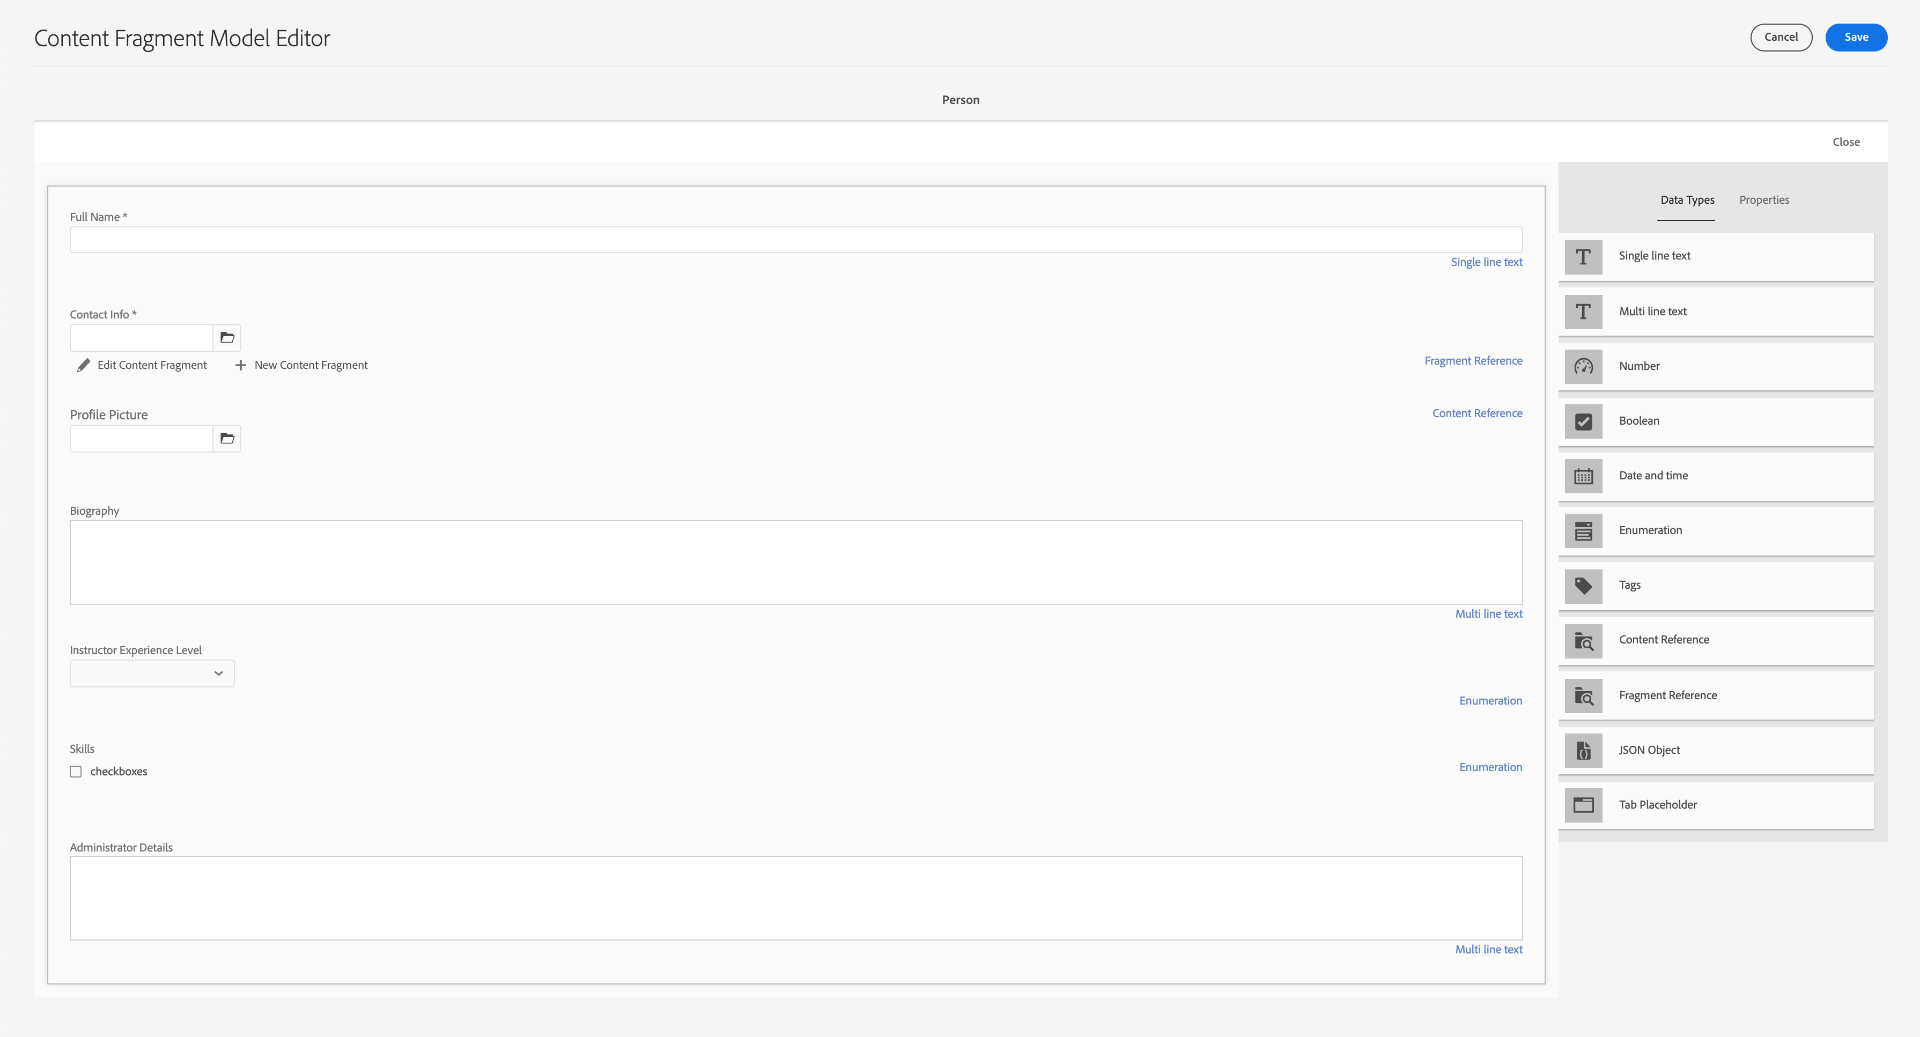 Content Fragment Model Editor
Cancel
Save
Person
Close
Full Name *
Single line text
Contact Info *
Edit Content Fragment
New Content Fragment
Fragment Reference
Profile Picture
Content Reference
Biography
Multi line text
Instructor Experience Level
Enumeration
Skills
checkboxes
Enumeration
Administrator Details
Multi line text
Data Types
Properties
Single line text
Multi line text
Number
Boolean
Date and time
Enumeration
Tags
Content Reference
Fragment Reference
JSON Object
Tab Placeholder